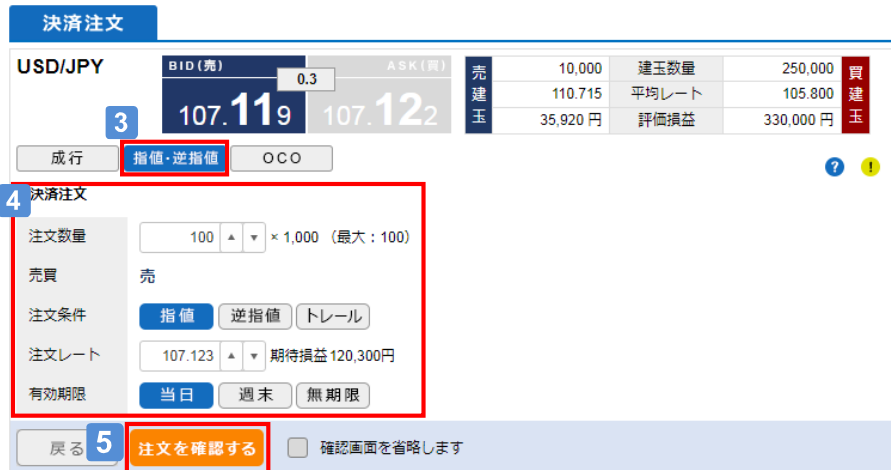 決済注文
USD/JPY
BID(売)
ASK(買)
0.3
107.119
107.122
売建玉
10,000 建玉数量 250,000
110.715 平均レート 105.800
35,920 円 評価損益 330,000 円
買建玉
3
成行 指値・逆指値 OCO
? !
4
決済注文
注文数量 100 ▲ ▼ × 1,000 (最大：100)
売買 売
注文条件 指値 逆指値 トレール
注文レート 107.123 ▲ ▼ 期待損益120,300円
有効期限 当日 週末 無期限
戻る 5 注文を確認する 確認画面を省略します